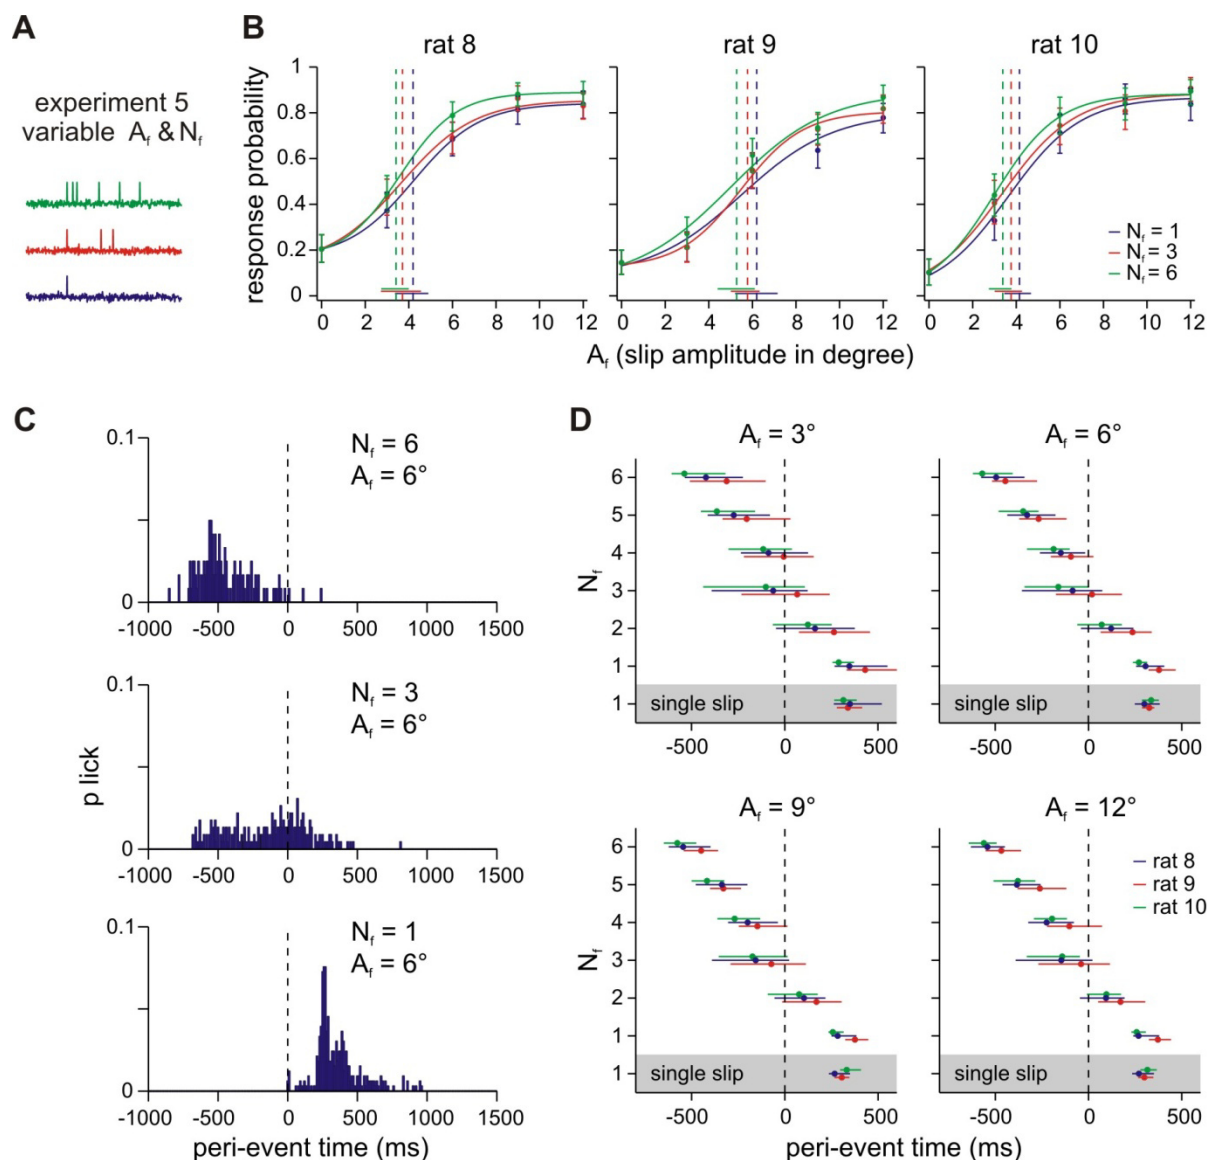 A
experiment 5
variable A_f & N_f
B
rat 8
rat 9
rat 10
response probability
1
0.8
0.6
0.4
0.2
0
0 2 4 6 8 10 12
0 2 4 6 8 10 12
0 2 4 6 8 10 12
N_f = 1
N_f = 3
N_f = 6
A_f (slip amplitude in degree)
C
p lick
0.1
N_f = 6
A_f = 6°
0
-1000 -500 0 500 1000 1500
0.1
N_f = 3
A_f = 6°
0
-1000 -500 0 500 1000 1500
0.1
N_f = 1
A_f = 6°
0
-1000 -500 0 500 1000 1500
peri-event time (ms)
D
A_f = 3°
N_f
6
5
4
3
2
1
1 single slip
-500 0 500
A_f = 6°
single slip
-500 0 500
A_f = 9°
N_f
6
5
4
3
2
1
1 single slip
-500 0 500
A_f = 12°
rat 8
rat 9
rat 10
single slip
-500 0 500
peri-event time (ms)